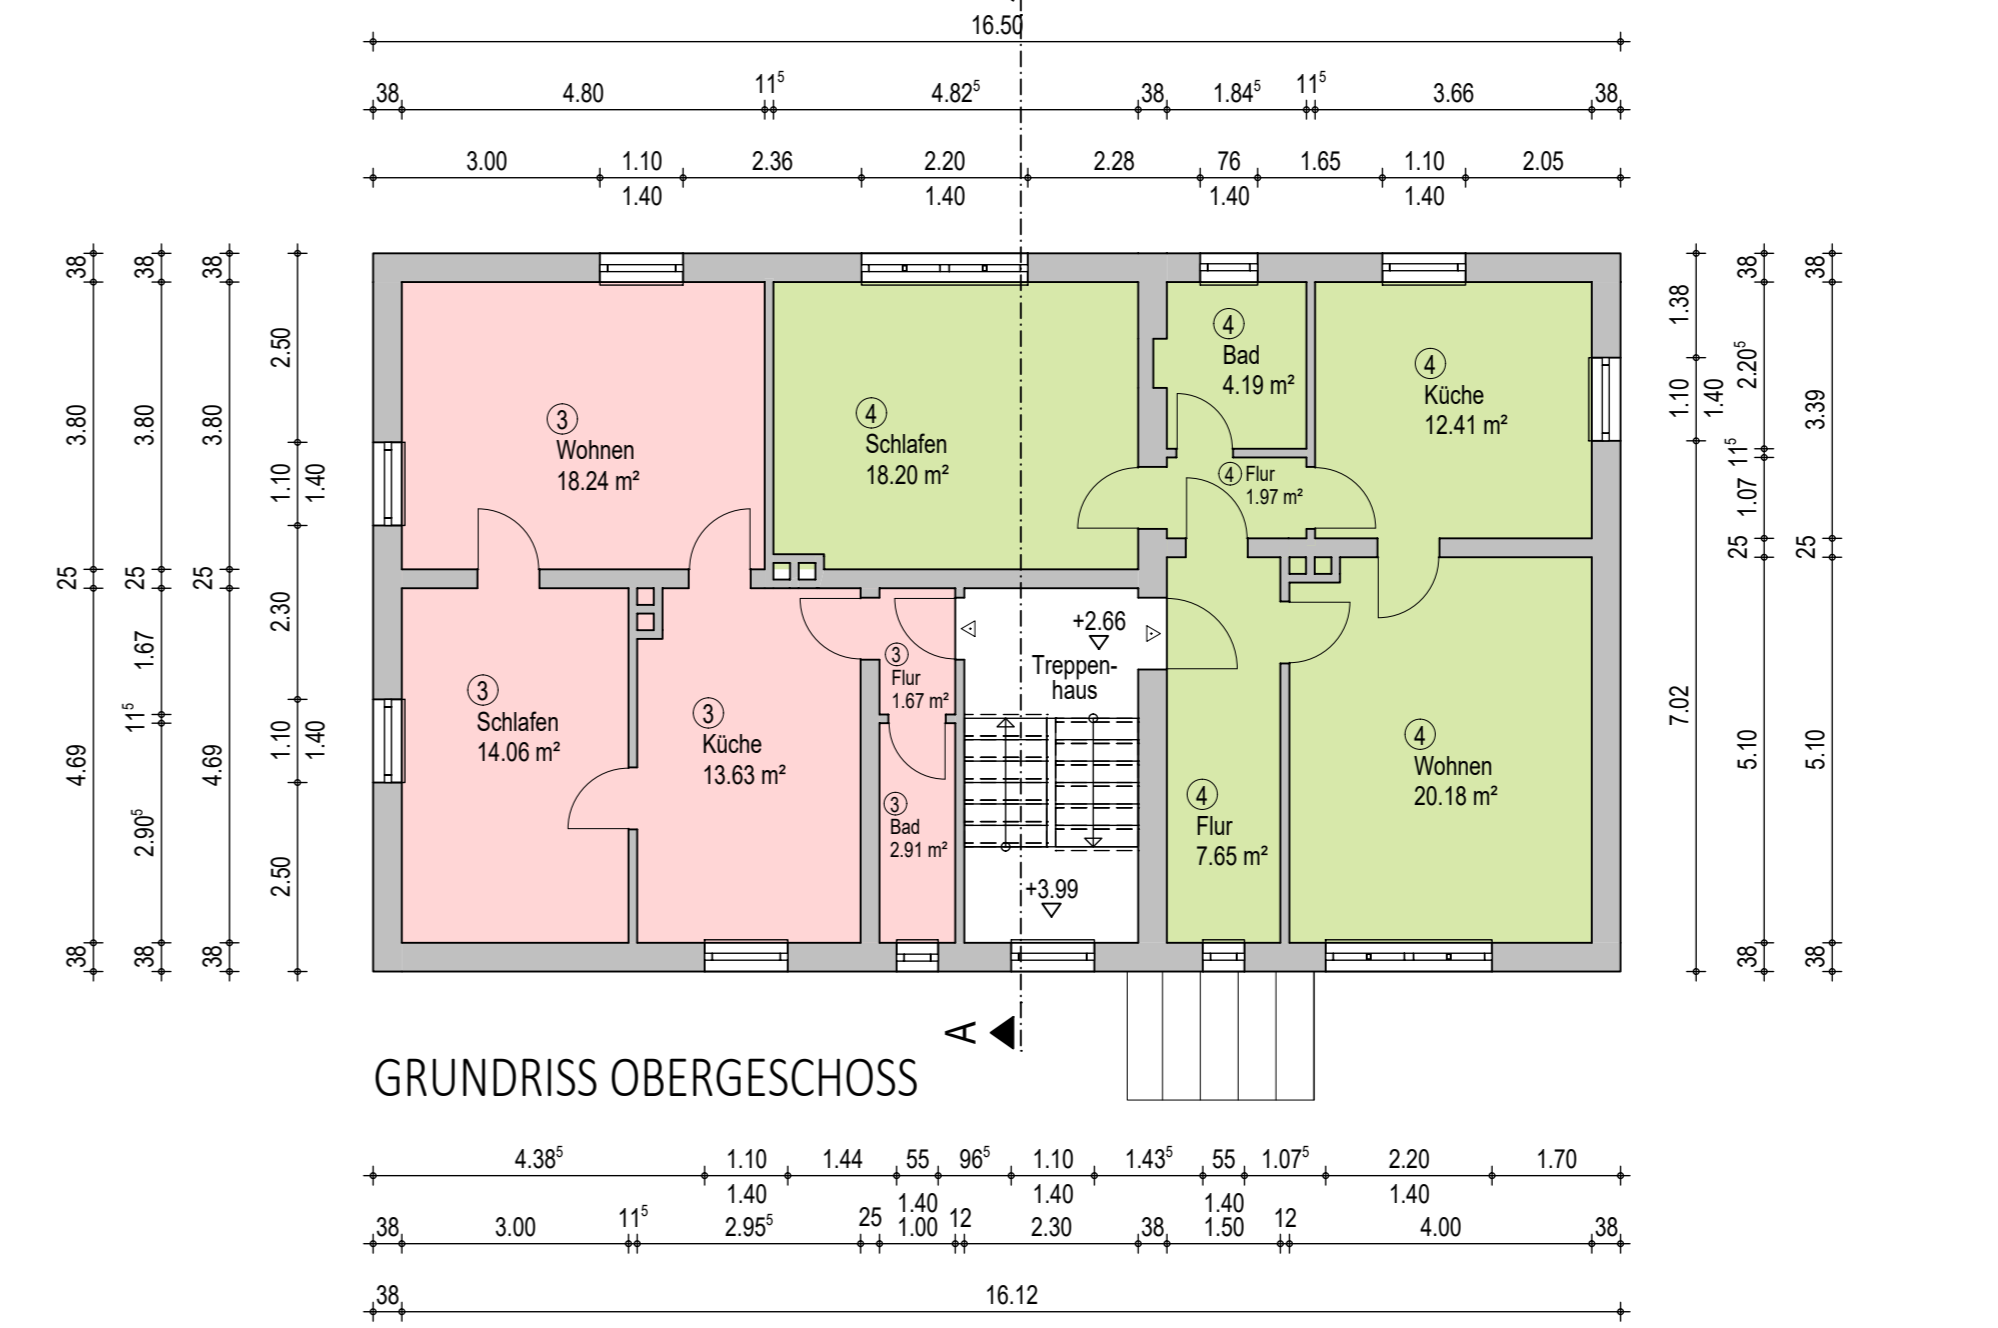 16.50
38 4.80 11⁵ 4.82⁵ 38 1.84⁵ 11⁵ 3.66 38
3.00 1.10 2.36 2.20 2.28 76 1.65 1.10 2.05
1.40 1.40 1.40 1.40
38 3.80 25 4.69 38
38 3.80 25 1.67 11⁵ 2.90⁵ 38
38 3.80 25 4.69 38
2.50 1.10 2.30 1.10 2.50
1.40 1.40
3
Wohnen
18.24 m²
4
Schlafen
18.20 m²
4
Bad
4.19 m²
4
Küche
12.41 m²
4 Flur
1.97 m²
3
Schlafen
14.06 m²
3
Küche
13.63 m²
3
Flur
1.67 m²
3
Bad
2.91 m²
+2.66
Treppen-
haus
+3.99
4
Flur
7.65 m²
4
Wohnen
20.18 m²
1.38 1.10 7.02
1.40
38 2.20⁵ 11⁵ 1.07 25 5.10 38
38 3.39 25 5.10 38
A
GRUNDRISS OBERGESCHOSS
4.38⁵ 1.10 1.44 55 96⁵ 1.10 1.43⁵ 55 1.07⁵ 2.20 1.70
1.40 1.40 1.40 1.40 1.40
38 3.00 11⁵ 2.95⁵ 25 1.00 12 2.30 38 1.50 12 4.00 38
38 16.12